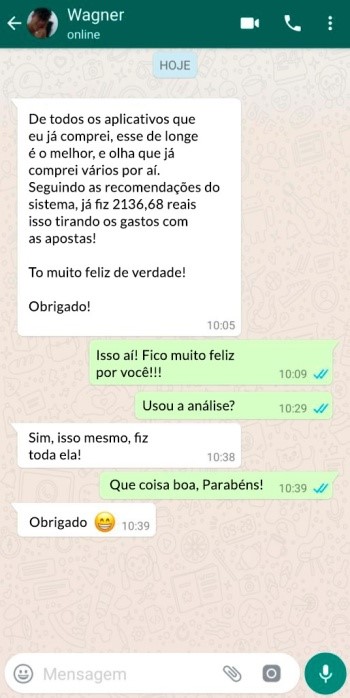 Wagner
online
HOJE
De todos os aplicativos que
eu já comprei, esse de longe
é o melhor, e olha que já
comprei vários por aí.
Seguindo as recomendações do
sistema, já fiz 2136,68 reais
isso tirando os gastos com
as apostas!
To muito feliz de verdade!
Obrigado!
10:05
Isso aí! Fico muito feliz
por você!!!
10:09
Usou a análise?
10:29
Sim, isso mesmo, fiz
toda ela!
10:38
Que coisa boa, Parabéns!
10:39
Obrigado 😁
10:39
Mensagem